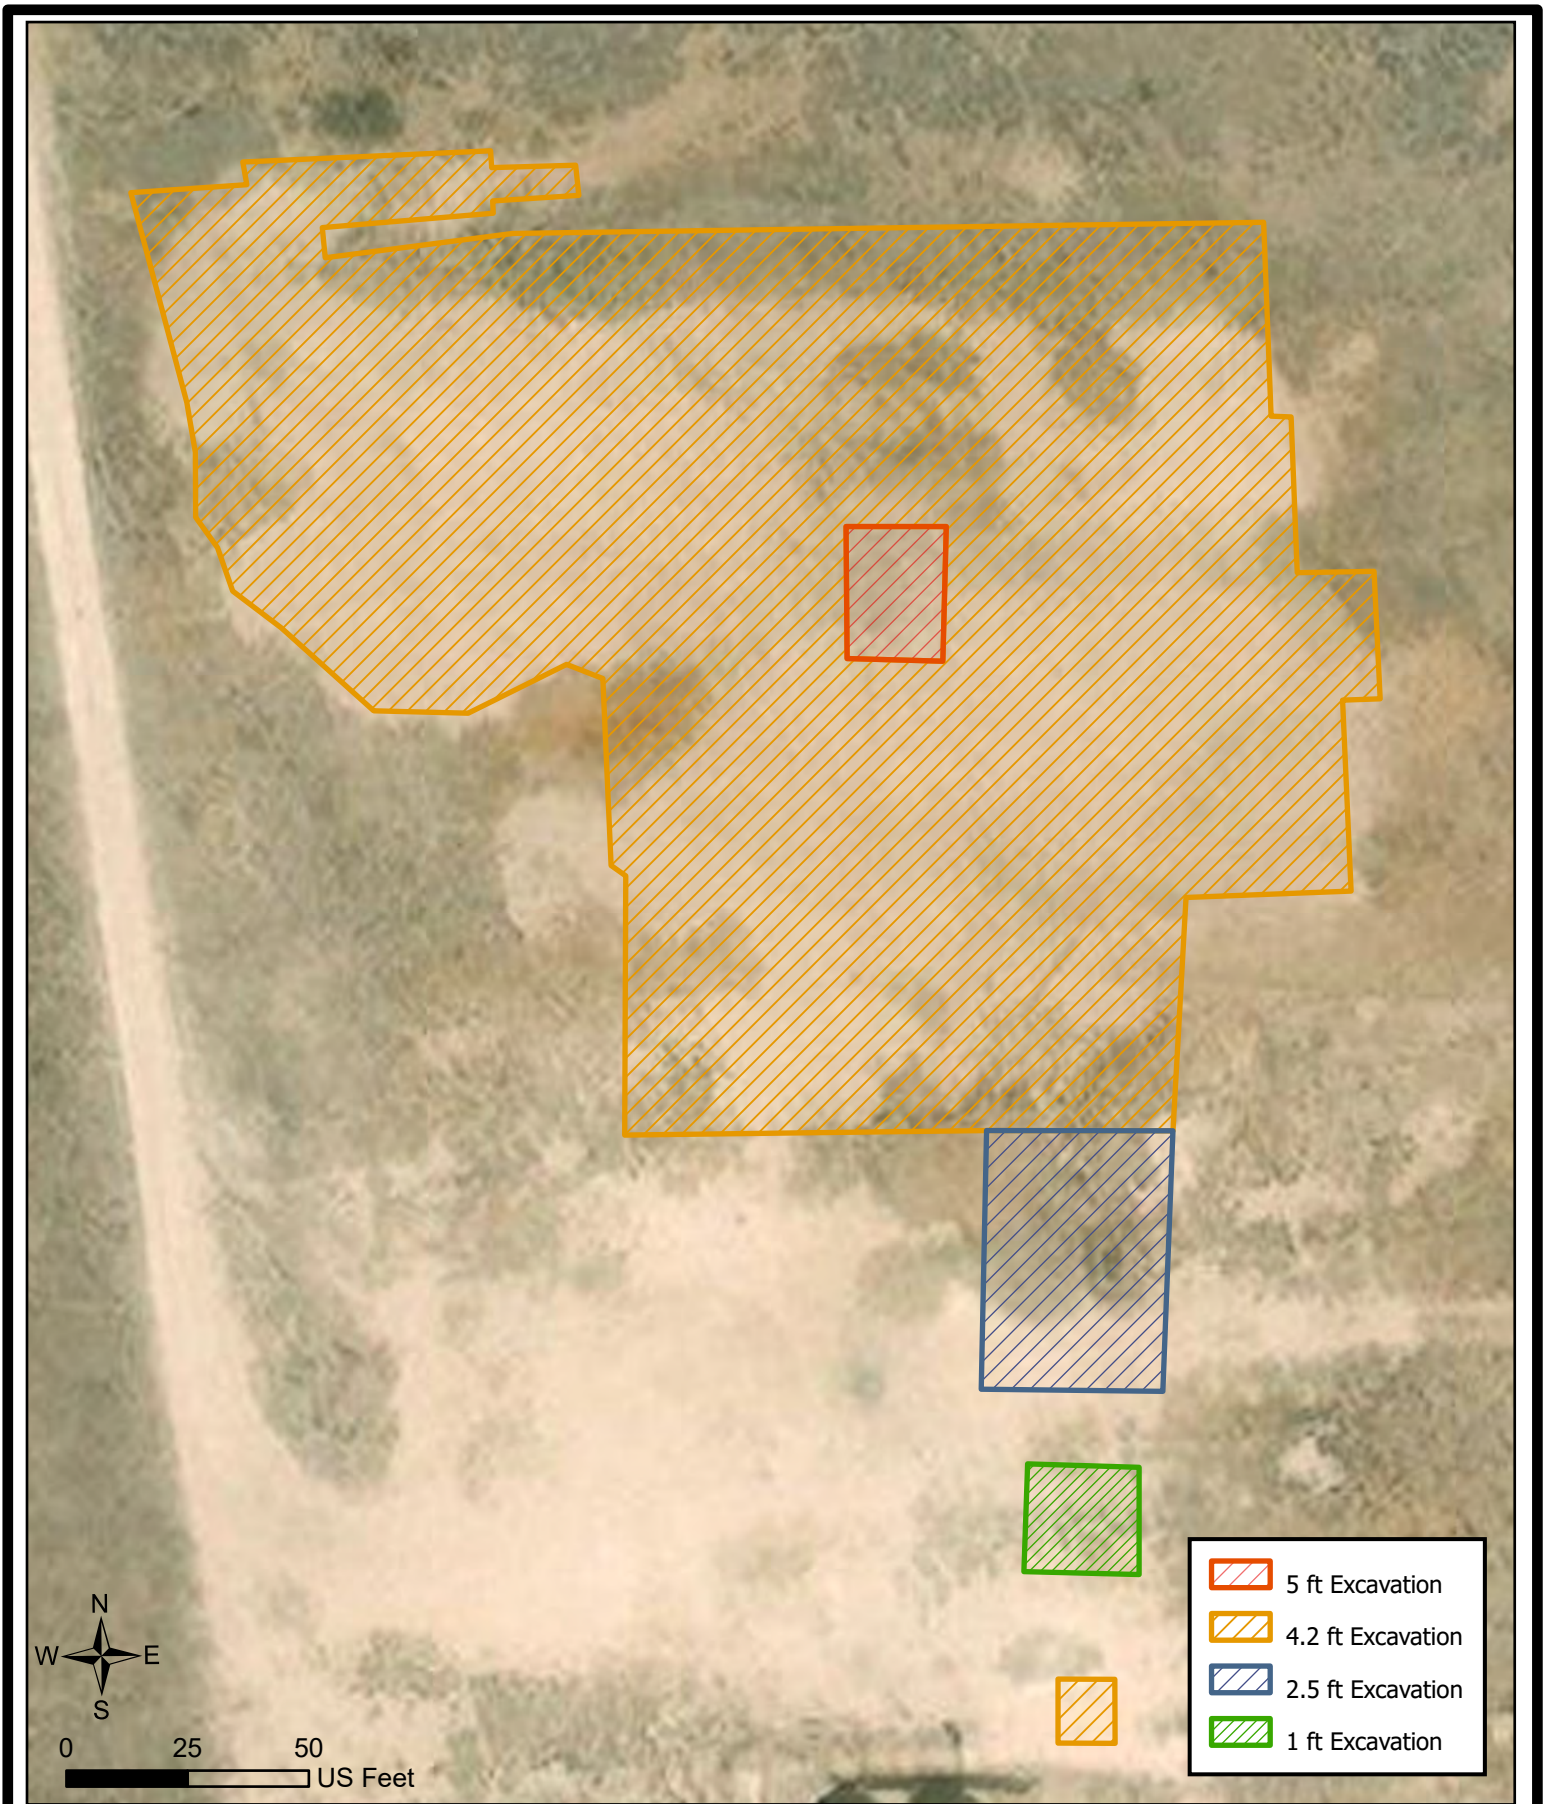 5 ft Excavation
4.2 ft Excavation
2.5 ft Excavation
1 ft Excavation
N
W E
S
0 25 50
US Feet